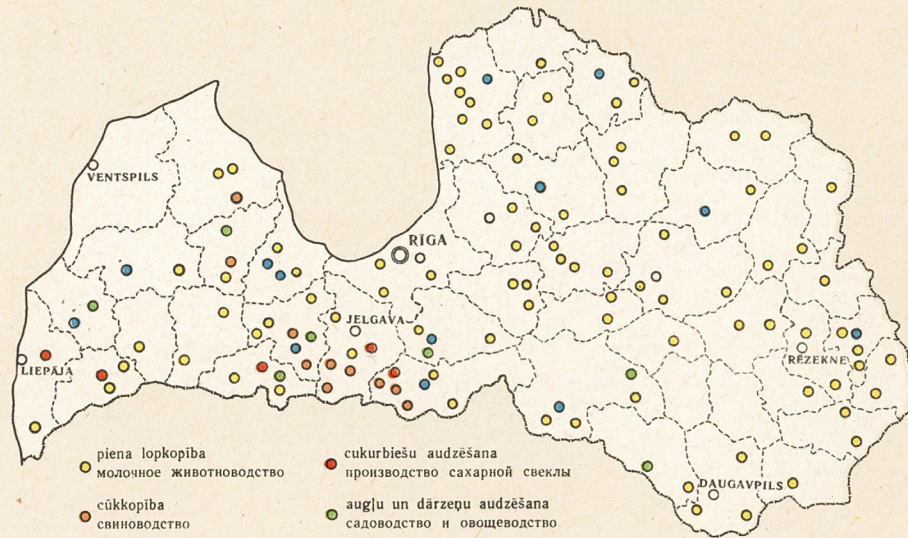 VENTSPILS
RĪGA
JELGAVA
LIEPĀJA
RĒZEKNE
DAUGAVPILS
piena lopkopība
молочное животноводство
cūkkopība
свиноводство
cukurbiešu audzēšana
производство сахарной свеклы
augļu un dārzeņu audzēšana
садоводство и овощеводство